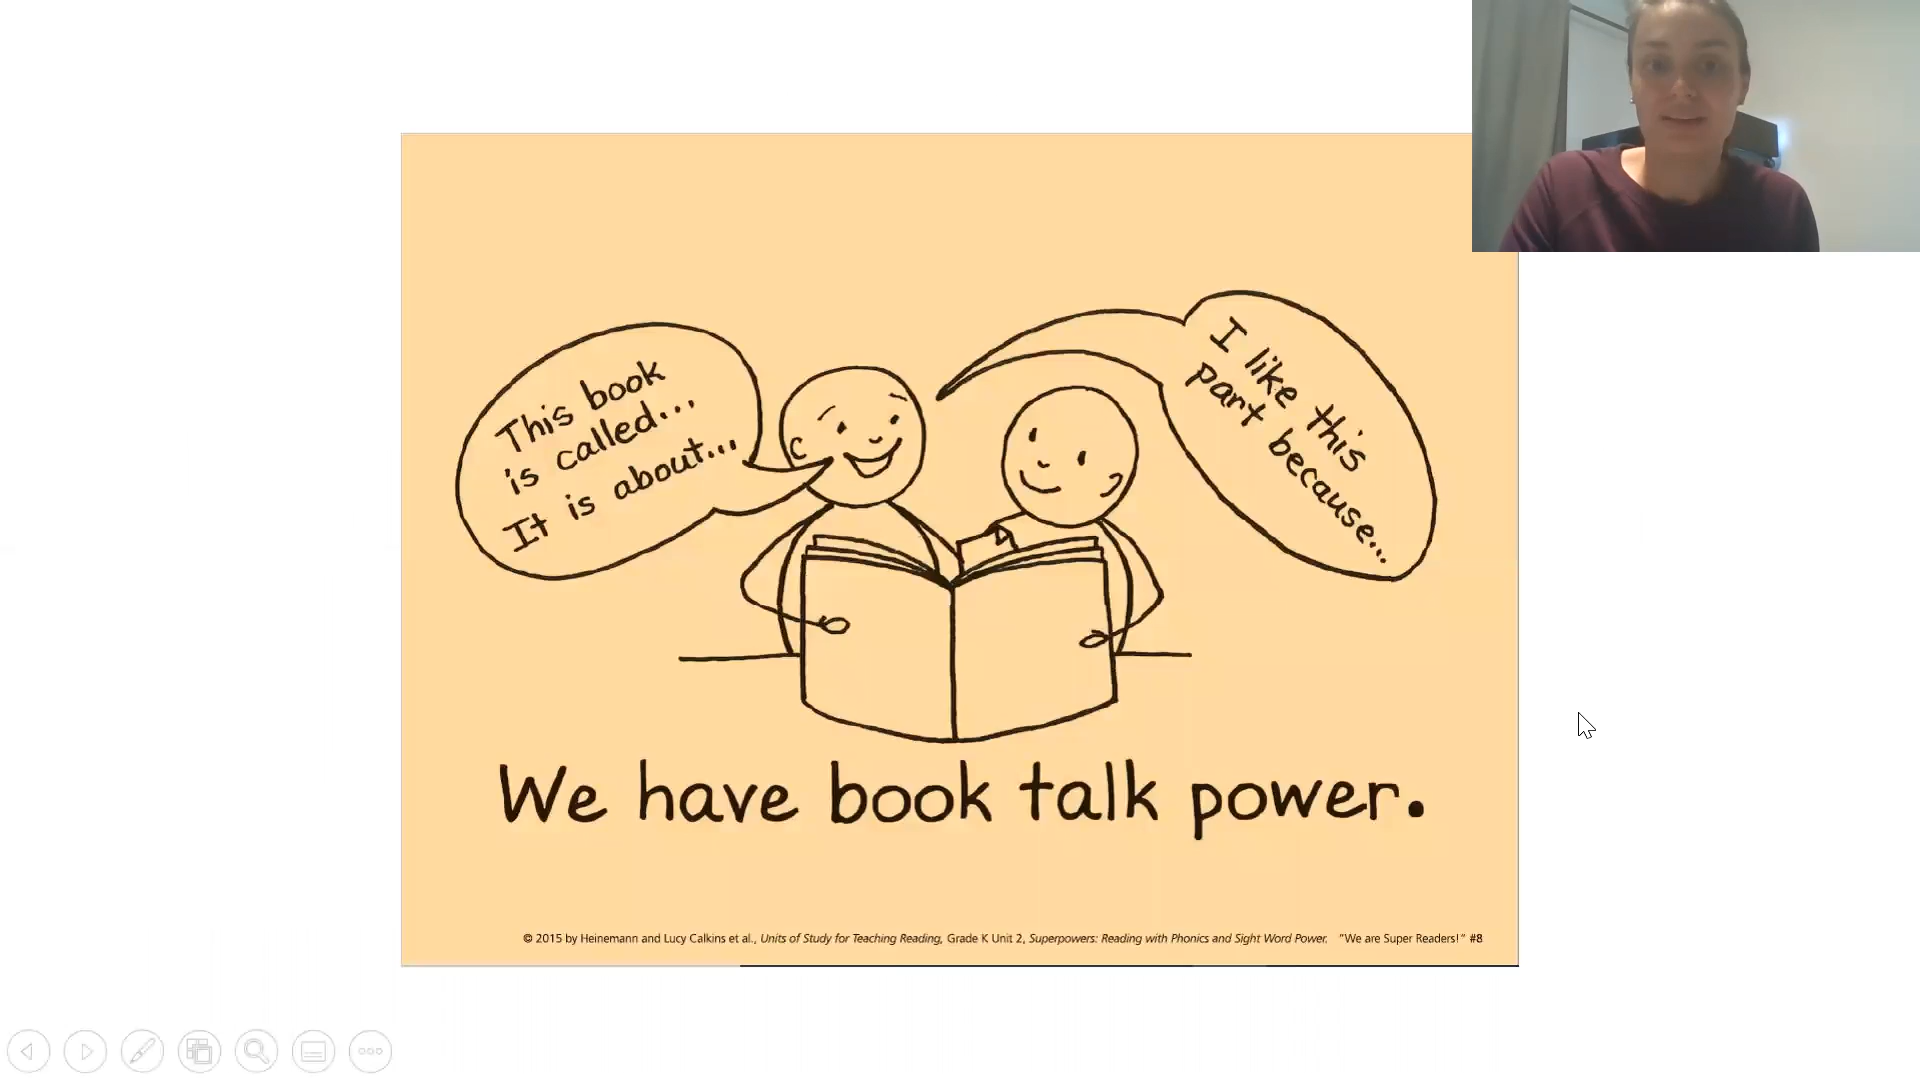 This book
is called...
It is about...
I like this
part because...
We have book talk power.
© 2015 by Heinemann and Lucy Calkins et al., Units of Study for Teaching Reading, Grade K Unit 2, Superpowers: Reading with Phonics and Sight Word Power. "We are Super Readers!" #8